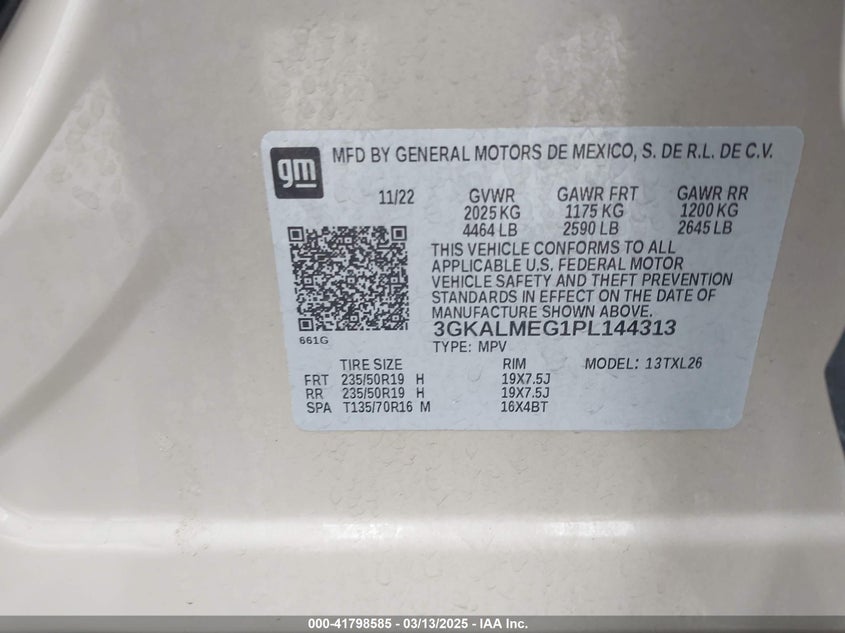 gm
MFD BY GENERAL MOTORS DE MEXICO, S. DE R.L. DE C.V.
11/22 GVWR GAWR FRT GAWR RR
2025 KG 1175 KG 1200 KG
4464 LB 2590 LB 2645 LB
THIS VEHICLE CONFORMS TO ALL
APPLICABLE U.S. FEDERAL MOTOR
VEHICLE SAFETY AND THEFT PREVENTION
STANDARDS IN EFFECT ON THE DATE OF
MANUFACTURE SHOWN ABOVE.
3GKALMEG1PL144313
661G
TYPE: MPV
TIRE SIZE RIM MODEL: 13TXL26
FRT 235/50R19 H 19X7.5J
RR 235/50R19 H 19X7.5J
SPA T135/70R16 M 16X4BT
000-41798585 - 03/13/2025 - IAA Inc.